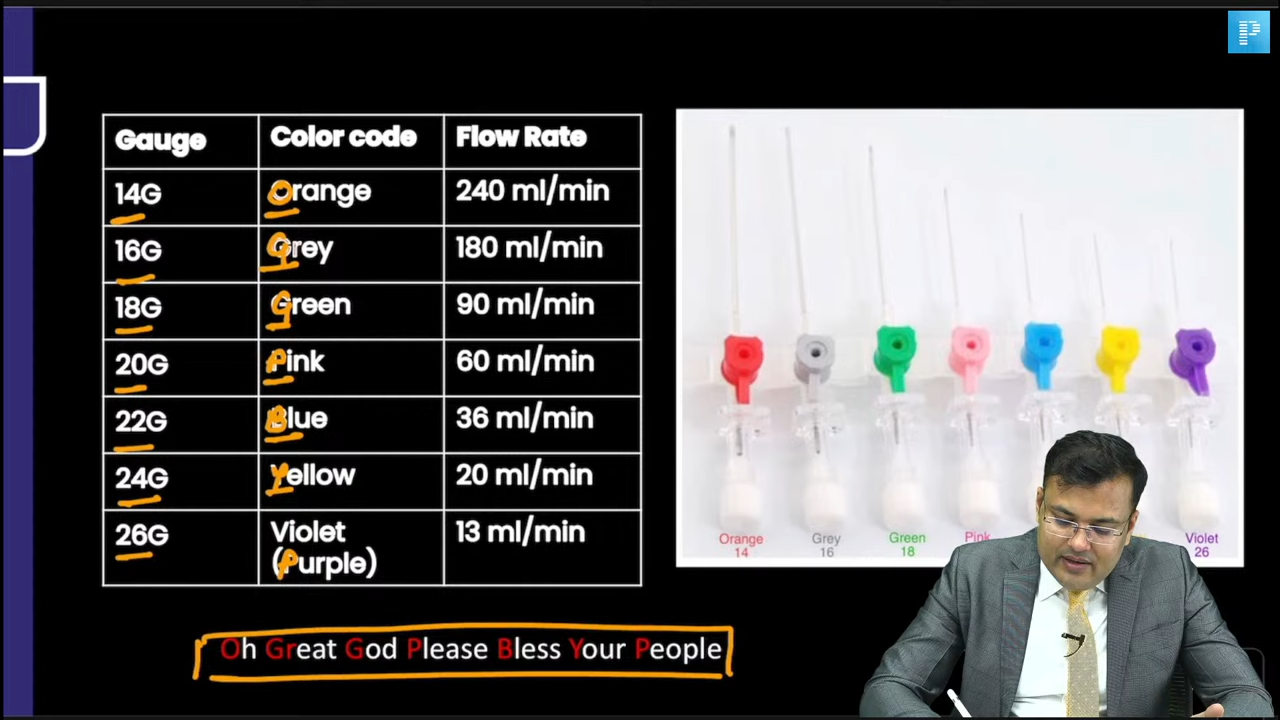 P
Gauge Color code Flow Rate
14G Orange 240 ml/min
16G Grey 180 ml/min
18G Green 90 ml/min
20G Pink 60 ml/min
22G Blue 36 ml/min
24G Yellow 20 ml/min
26G Violet (Purple) 13 ml/min
Orange Grey Green Pink Violet
14 16 18 26
Oh Great God Please Bless Your People